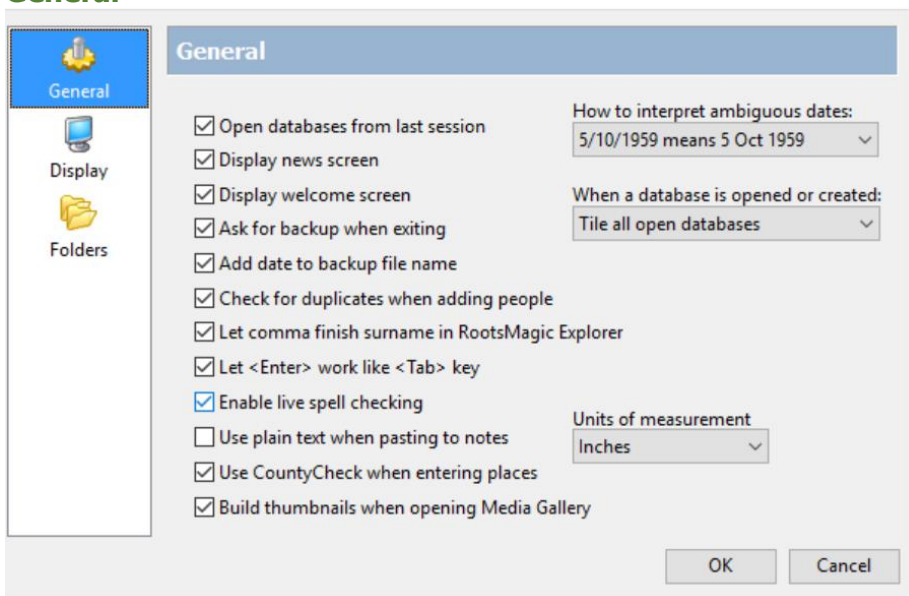 General
General
Display
Folders
General
Open databases from last session
Display news screen
Display welcome screen
Ask for backup when exiting
Add date to backup file name
Check for duplicates when adding people
Let comma finish surname in RootsMagic Explorer
Let <Enter> work like <Tab> key
Enable live spell checking
Use plain text when pasting to notes
Use CountyCheck when entering places
Build thumbnails when opening Media Gallery
How to interpret ambiguous dates:
5/10/1959 means 5 Oct 1959
When a database is opened or created:
Tile all open databases
Units of measurement
Inches
OK
Cancel